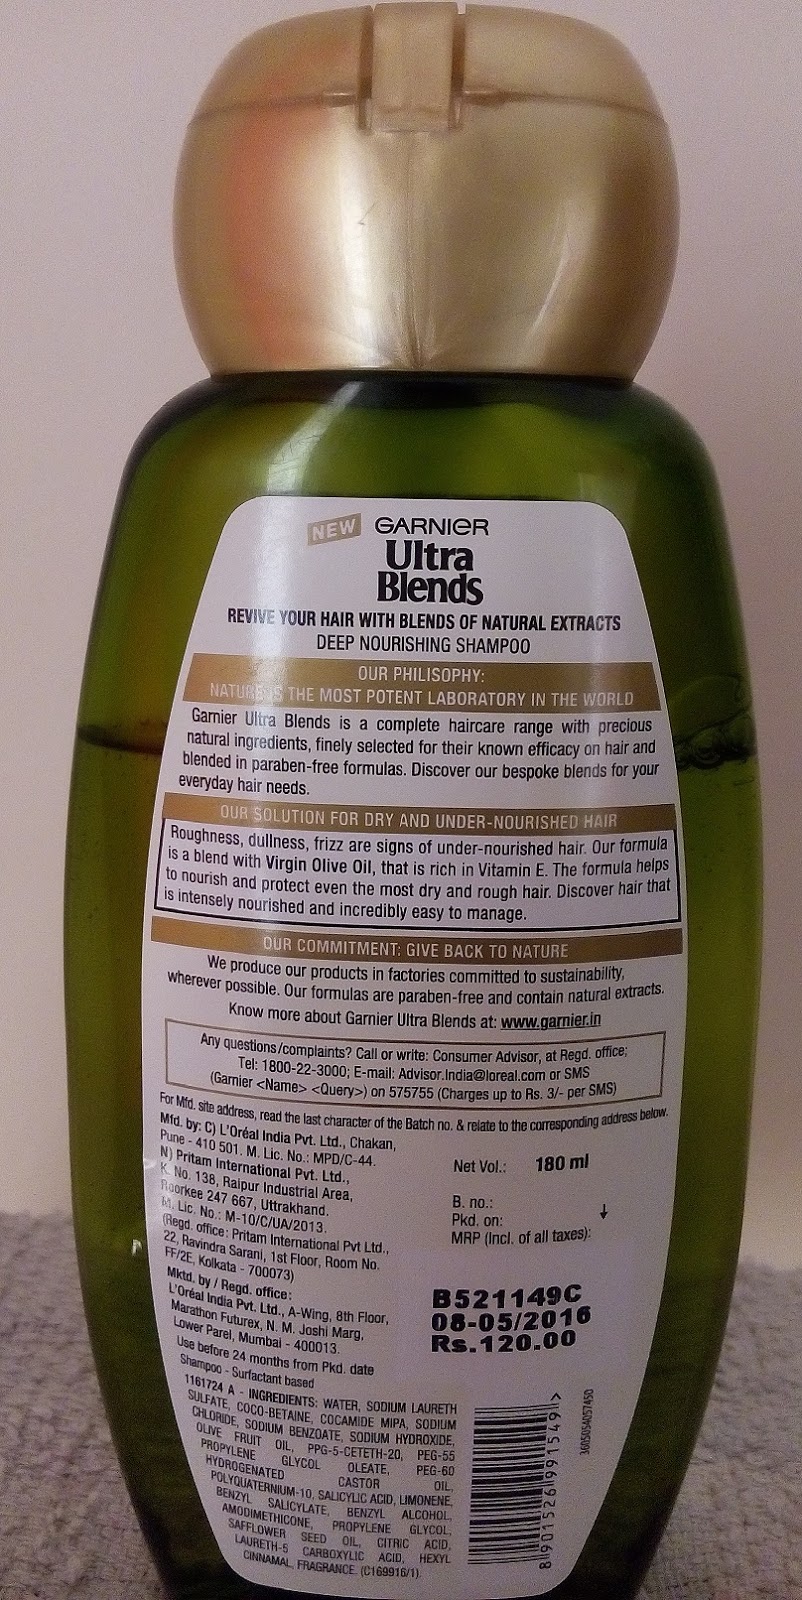 NEW GARNIER
Ultra
Blends
REVIVE YOUR HAIR WITH BLENDS OF NATURAL EXTRACTS
DEEP NOURISHING SHAMPOO
OUR PHILISOPHY:
NATURE IS THE MOST POTENT LABORATORY IN THE WORLD
Garnier Ultra Blends is a complete haircare range with precious
natural ingredients, finely selected for their known efficacy on hair and
blended in paraben-free formulas. Discover our bespoke blends for your
everyday hair needs.
OUR SOLUTION FOR DRY AND UNDER-NOURISHED HAIR
Roughness, dullness, frizz are signs of under-nourished hair. Our formula
is a blend with Virgin Olive Oil, that is rich in Vitamin E. The formula helps
to nourish and protect even the most dry and rough hair. Discover hair that
is intensely nourished and incredibly easy to manage.
OUR COMMITMENT: GIVE BACK TO NATURE
We produce our products in factories committed to sustainability,
wherever possible. Our formulas are paraben-free and contain natural extracts.
Know more about Garnier Ultra Blends at: www.garnier.in
Any questions/complaints? Call or write: Consumer Advisor, at Regd. office;
Tel: 1800-22-3000; E-mail: Advisor.India@loreal.com or SMS
(Garnier <Name> <Query>) on 575755 (Charges up to Rs. 3/- per SMS)
For Mfd. site address, read the last character of the Batch no. & relate to the corresponding address below.
Mfd. by: C) L'Oréal India Pvt. Ltd., Chakan,
Pune - 410 501. M. Lic. No.: MPD/C-44.
N) Pritam International Pvt. Ltd.,
K. No. 138, Raipur Industrial Area,
Roorkee 247 667, Uttrakhand.
M. Lic. No.: M-10/C/UA/2013.
(Regd. office: Pritam International Pvt Ltd.,
22, Ravindra Sarani, 1st Floor, Room No.
FF/2E, Kolkata - 700073)
Mktd. by / Regd. office:
L'Oréal India Pvt. Ltd., A-Wing, 8th Floor,
Marathon Futurex, N. M. Joshi Marg,
Lower Parel, Mumbai - 400013.
Use before 24 months from Pkd. date
Shampoo - Surfactant based
Net Vol.: 180 ml
B. no.:
Pkd. on:
MRP (Incl. of all taxes):
B521149C
08-05/2016
Rs.120.00
1161724 A - INGREDIENTS: WATER, SODIUM LAURETH
SULFATE, COCO-BETAINE, COCAMIDE MIPA, SODIUM
CHLORIDE, SODIUM BENZOATE, SODIUM HYDROXIDE,
OLIVE FRUIT OIL, PPG-5-CETETH-20, PEG-55
PROPYLENE GLYCOL OLEATE, PEG-60
HYDROGENATED CASTOR OIL,
POLYQUATERNIUM-10, SALICYLIC ACID, LIMONENE,
BENZYL SALICYLATE, BENZYL ALCOHOL,
AMODIMETHICONE, PROPYLENE GLYCOL,
SAFFLOWER SEED OIL, CITRIC ACID,
LAURETH-5 CARBOXYLIC ACID, HEXYL
CINNAMAL, FRAGRANCE. (C169916/1).
8 901526 991549 >